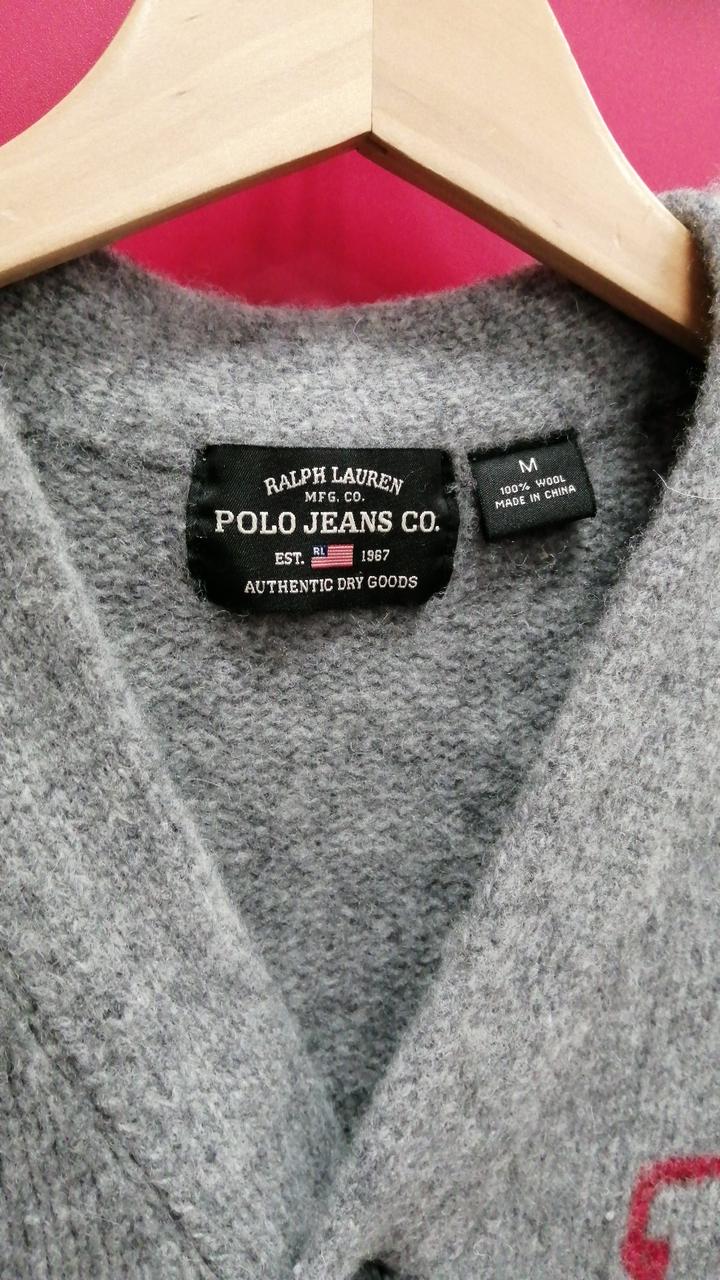 RALPH LAUREN
MFG. CO.
POLO JEANS CO.
EST. RL 1967
AUTHENTIC DRY GOODS
M
100% WOOL
MADE IN CHINA